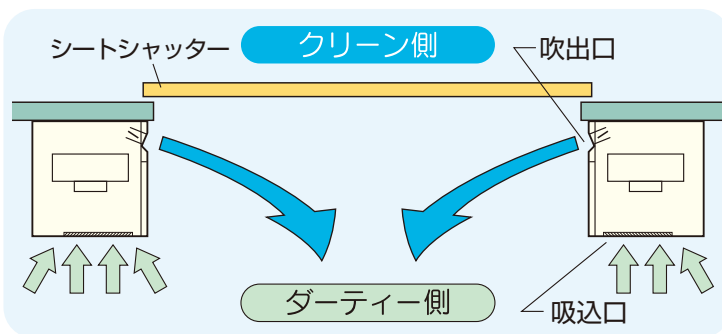 シートシャッター
クリーン側
吹出口
ダーティー側
吸込口